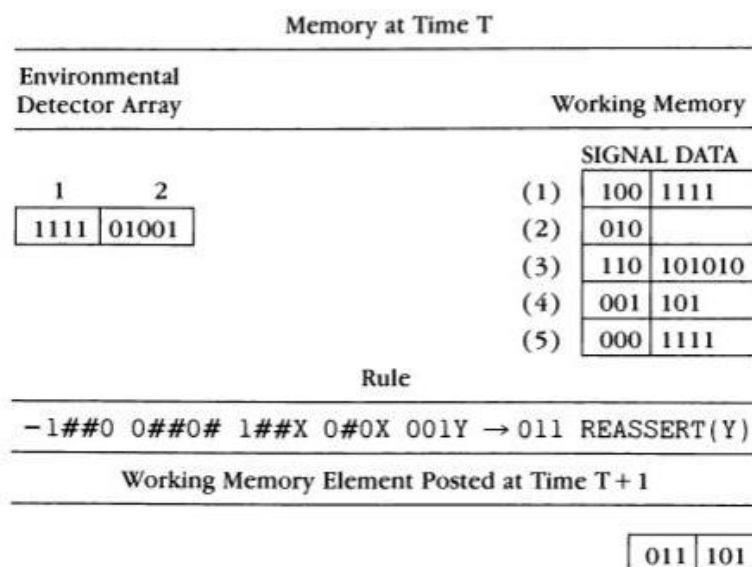 Memory at Time T
Environmental
Detector Array
Working Memory
SIGNAL DATA
1 2
1111 01001
(1) 100 1111
(2) 010
(3) 110 101010
(4) 001 101
(5) 000 1111
Rule
−1##0 0##0# 1##X 0#0X 001Y → 011 REASSERT(Y)
Working Memory Element Posted at Time T + 1
011 101